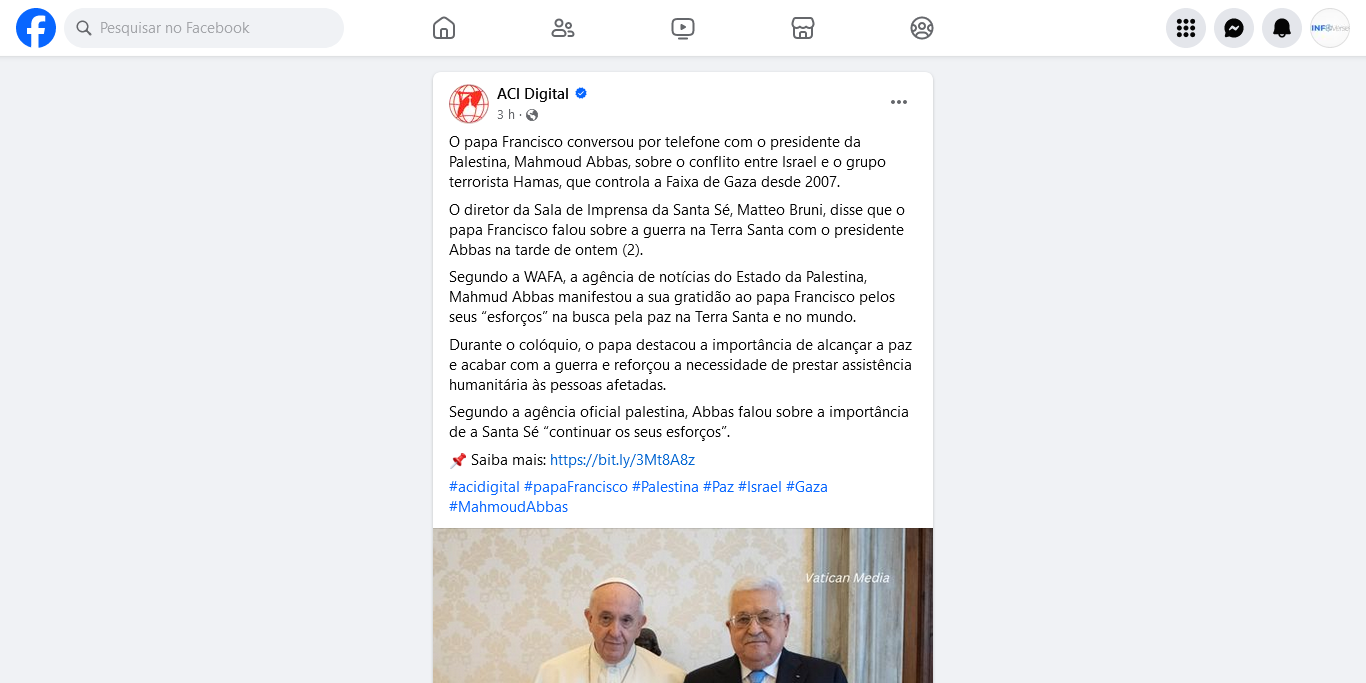 Pesquisar no Facebook
INFOVerse
ACI Digital
3 h ·
O papa Francisco conversou por telefone com o presidente da
Palestina, Mahmoud Abbas, sobre o conflito entre Israel e o grupo
terrorista Hamas, que controla a Faixa de Gaza desde 2007.
O diretor da Sala de Imprensa da Santa Sé, Matteo Bruni, disse que o
papa Francisco falou sobre a guerra na Terra Santa com o presidente
Abbas na tarde de ontem (2).
Segundo a WAFA, a agência de notícias do Estado da Palestina,
Mahmud Abbas manifestou a sua gratidão ao papa Francisco pelos
seus “esforços” na busca pela paz na Terra Santa e no mundo.
Durante o colóquio, o papa destacou a importância de alcançar a paz
e acabar com a guerra e reforçou a necessidade de prestar assistência
humanitária às pessoas afetadas.
Segundo a agência oficial palestina, Abbas falou sobre a importância
de a Santa Sé “continuar os seus esforços”.
📌 Saiba mais: https://bit.ly/3Mt8A8z
#acidigital #papaFrancisco #Palestina #Paz #Israel #Gaza
#MahmoudAbbas
Vatican Media